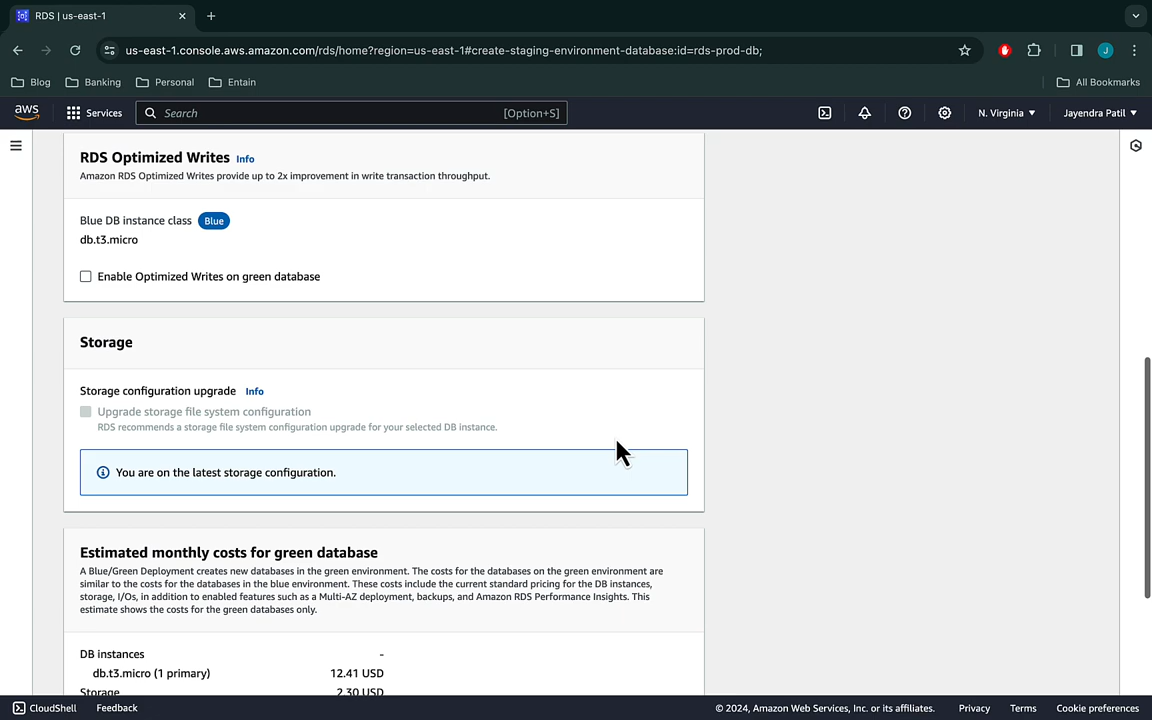 RDS | us-east-1
us-east-1.console.aws.amazon.com/rds/home?region=us-east-1#create-staging-environment-database:id=rds-prod-db;
J
Blog Banking Personal Entain All Bookmarks
aws Services Search [Option+S] N. Virginia Jayendra Patil
RDS Optimized Writes Info
Amazon RDS Optimized Writes provide up to 2x improvement in write transaction throughput.
Blue DB instance class Blue
db.t3.micro
Enable Optimized Writes on green database
Storage
Storage configuration upgrade Info
Upgrade storage file system configuration
RDS recommends a storage file system configuration upgrade for your selected DB instance.
You are on the latest storage configuration.
Estimated monthly costs for green database
A Blue/Green Deployment creates new databases in the green environment. The costs for the databases on the green environment are
similar to the costs for the databases in the blue environment. These costs include the current standard pricing for the DB instances,
storage, I/Os, in addition to enabled features such as a Multi-AZ deployment, backups, and Amazon RDS Performance Insights. This
estimate shows the costs for the green databases only.
DB instances -
db.t3.micro (1 primary) 12.41 USD
Storage 2.30 USD
CloudShell Feedback © 2024, Amazon Web Services, Inc. or its affiliates. Privacy Terms Cookie preferences